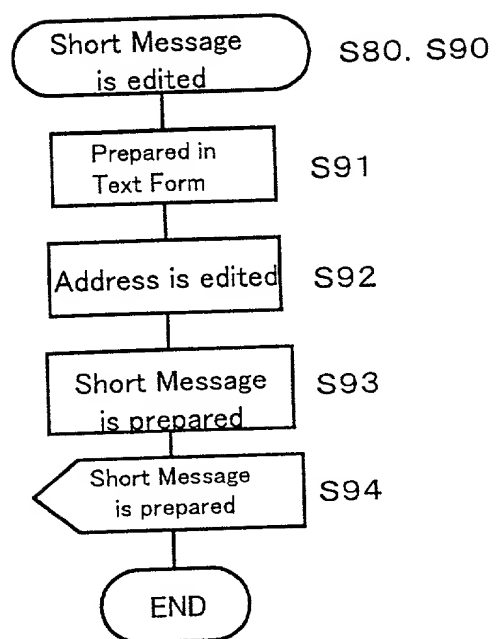 Short Message
is edited
S80. S90
Prepared in
Text Form
S91
Address is edited
S92
Short Message
is prepared
S93
Short Message
is prepared
S94
END